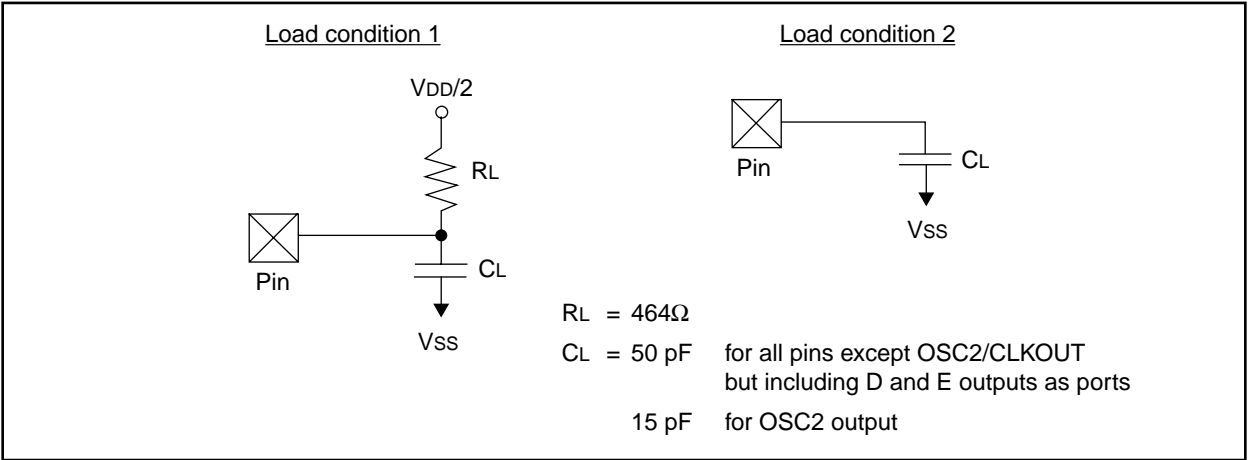 Load condition 1
VDD/2
RL
Pin
CL
VSS
Load condition 2
Pin
CL
VSS
RL = 464Ω
CL = 50 pF for all pins except OSC2/CLKOUT
but including D and E outputs as ports
15 pF for OSC2 output